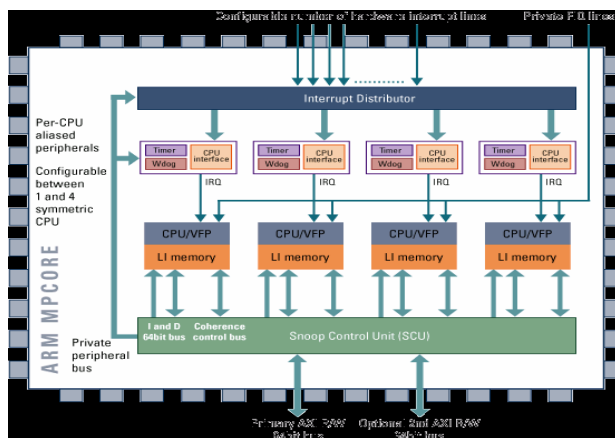 Configurable number of hardware interrupt lines
Private FIQ lines
Interrupt Distributor
Per-CPU
aliased
peripherals
Configurable
between
1 and 4
symmetric
CPU
Timer
Wdog
CPU
interface
IRQ
Timer
Wdog
CPU
interface
IRQ
Timer
Wdog
CPU
interface
IRQ
Timer
Wdog
CPU
interface
IRQ
CPU/VFP
LI memory
CPU/VFP
LI memory
CPU/VFP
LI memory
CPU/VFP
LI memory
ARM MPCORE
Private
peripheral
bus
I and D
64bit bus
Coherence
control bus
Snoop Control Unit (SCU)
Primary AXI R/W
64bit bus
Optional 2nd AXI R/W
64bit bus